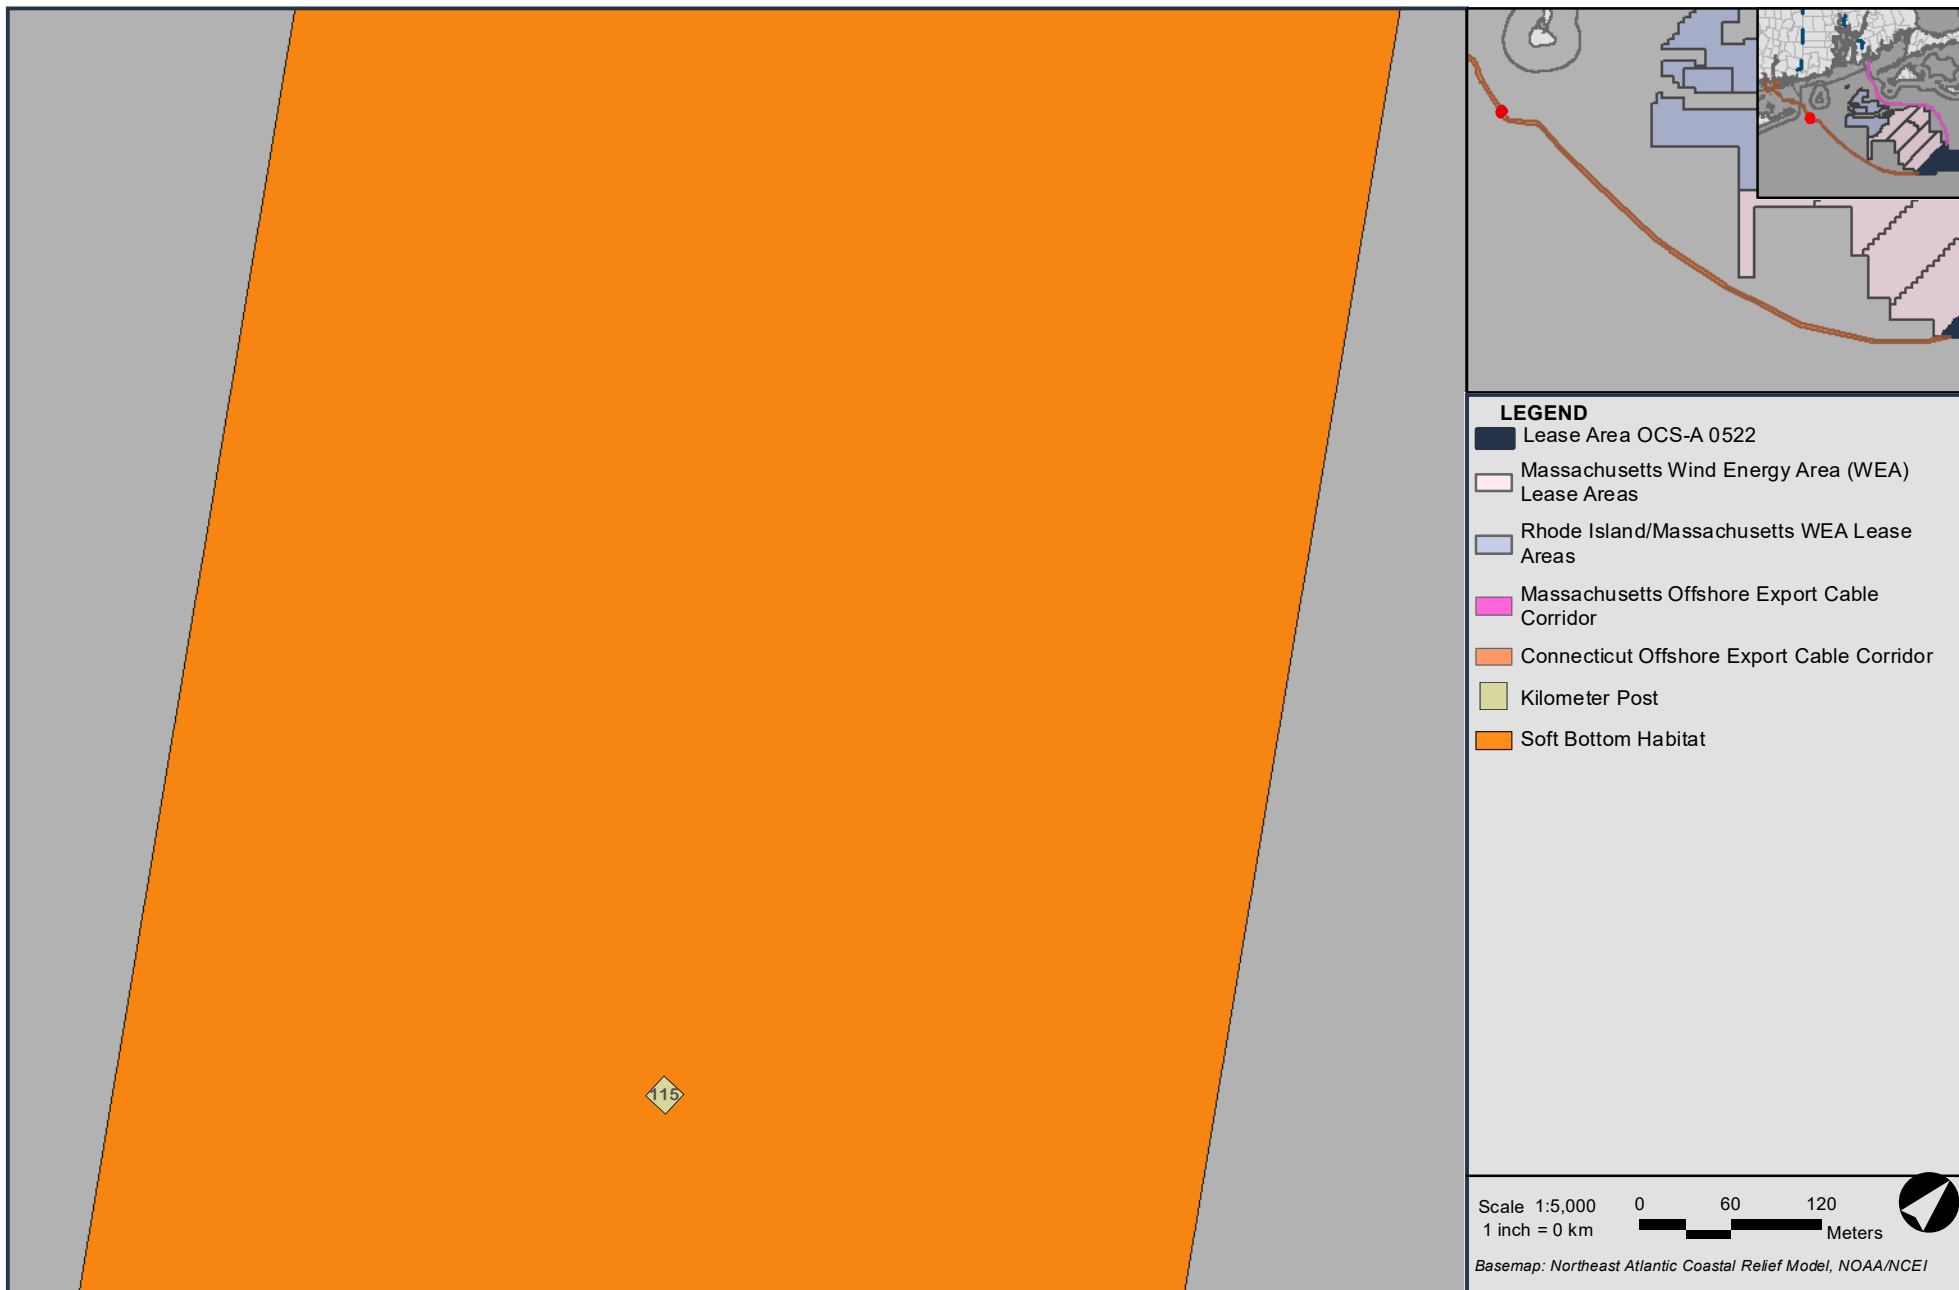 115
LEGEND
Lease Area OCS-A 0522
Massachusetts Wind Energy Area (WEA)
Lease Areas
Rhode Island/Massachusetts WEA Lease
Areas
Massachusetts Offshore Export Cable
Corridor
Connecticut Offshore Export Cable Corridor
Kilometer Post
Soft Bottom Habitat
Scale 1:5,000
1 inch = 0 km
0 60 120
Meters
Basemap: Northeast Atlantic Coastal Relief Model, NOAA/NCEI